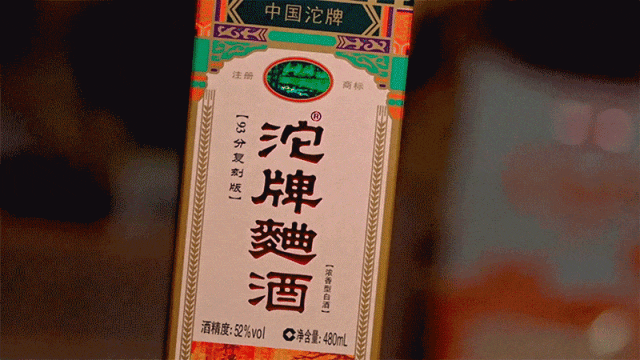 中国沱牌
注册 商标
®
沱牌麯酒
【93分复刻版】
【浓香型白酒】
酒精度:52%vol 净含量:480mL